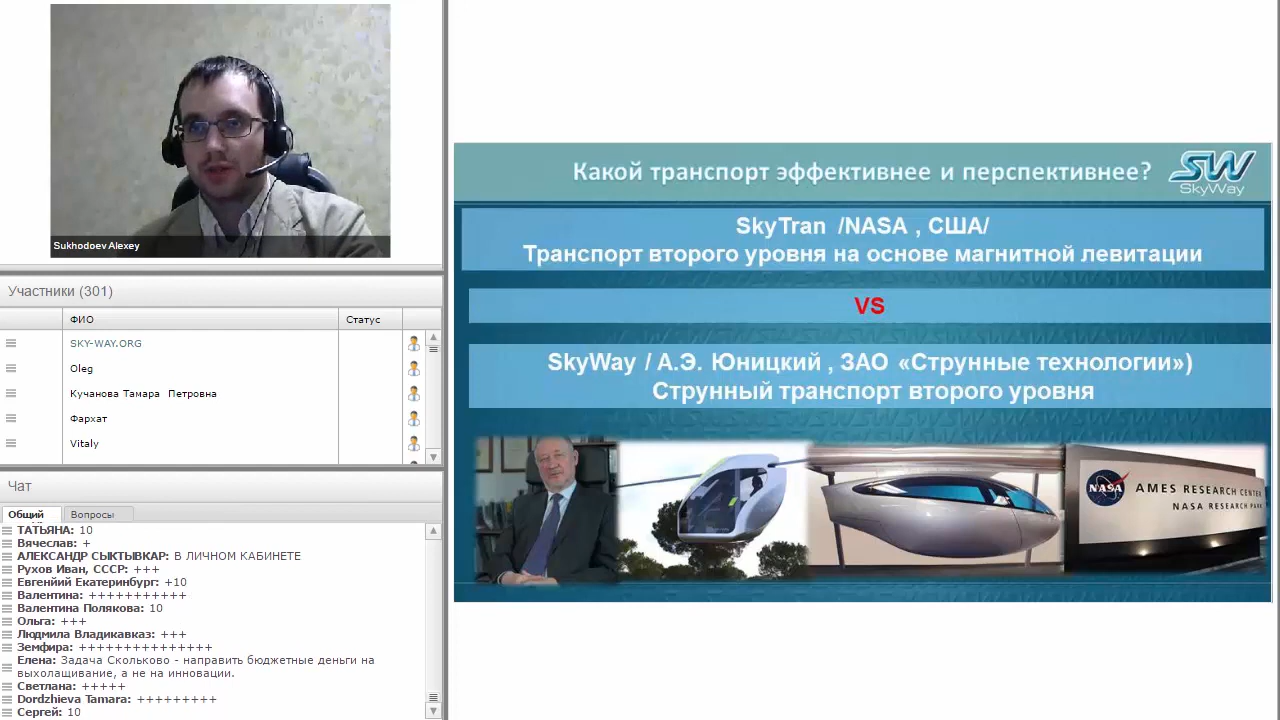 Sukhodoev Alexey
Участники (301)
ФИО Статус
SKY-WAY.ORG
Oleg
Кучанова Тамара Петровна
Фархат
Vitaly
Чат
Общий Вопросы
ТАТЬЯНА: 10
Вячеслав: +
АЛЕКСАНДР СЫКТЫВКАР: В ЛИЧНОМ КАБИНЕТЕ
Рухов Иван, СССР: +++
Евгенйий Екатеринбург: +10
Валентина: +++++++++++
Валентина Полякова: 10
Ольга: +++
Людмила Владикавказ: +++
Земфира: +++++++++++++++
Елена: Задача Сколково - направить бюджетные деньги на
выхолащивание, а не на инновации.
Светлана: +++++
Dordzhieva Tamara: +++++++++
Сергей: 10
Какой транспорт эффективнее и перспективнее?
SW
SkyWay
SkyTran /NASA , США/
Транспорт второго уровня на основе магнитной левитации
VS
SkyWay / А.Э. Юницкий , ЗАО «Струнные технологии»)
Струнный транспорт второго уровня
NASA
AMES RESEARCH CENTER
NASA RESEARCH PARK